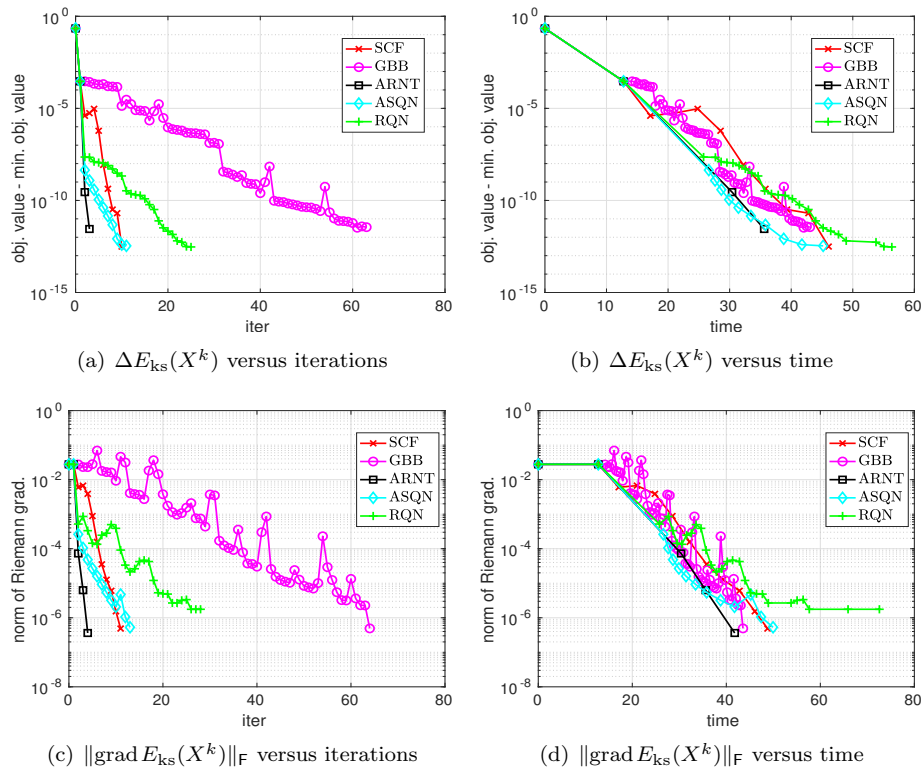 10^0
10^-5
10^-10
10^-15
obj. value - min. obj. value
0 20 40 60 80
iter
SCF
GBB
ARNT
ASQN
RQN
(a) ΔE_ks(X^k) versus iterations
10^0
10^-5
10^-10
10^-15
obj. value - min. obj. value
0 10 20 30 40 50 60
time
SCF
GBB
ARNT
ASQN
RQN
(b) ΔE_ks(X^k) versus time
10^0
10^-2
10^-4
10^-6
10^-8
norm of Riemann grad.
0 20 40 60 80
iter
SCF
GBB
ARNT
ASQN
RQN
(c) ‖grad E_ks(X^k)‖_F versus iterations
10^0
10^-2
10^-4
10^-6
10^-8
norm of Riemann grad.
0 20 40 60 80
time
SCF
GBB
ARNT
ASQN
RQN
(d) ‖grad E_ks(X^k)‖_F versus time